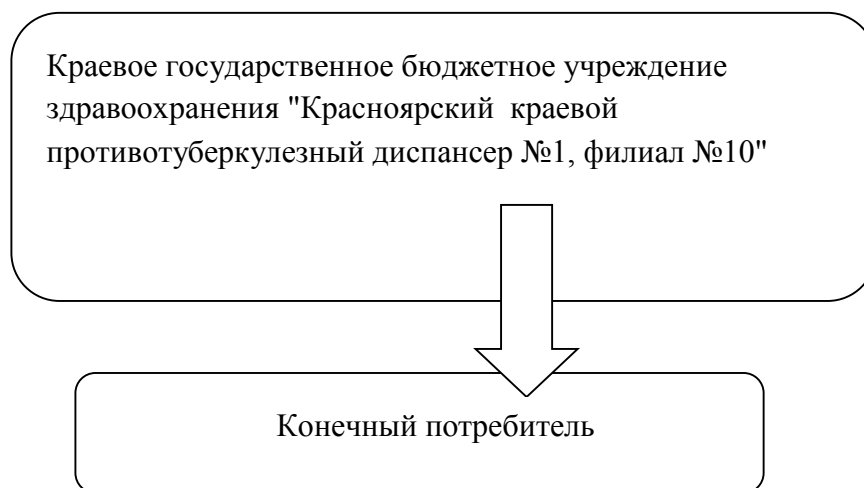 Краевое государственное бюджетное учреждение
здравоохранения "Красноярский краевой
противотуберкулезный диспансер №1, филиал №10"
Конечный потребитель